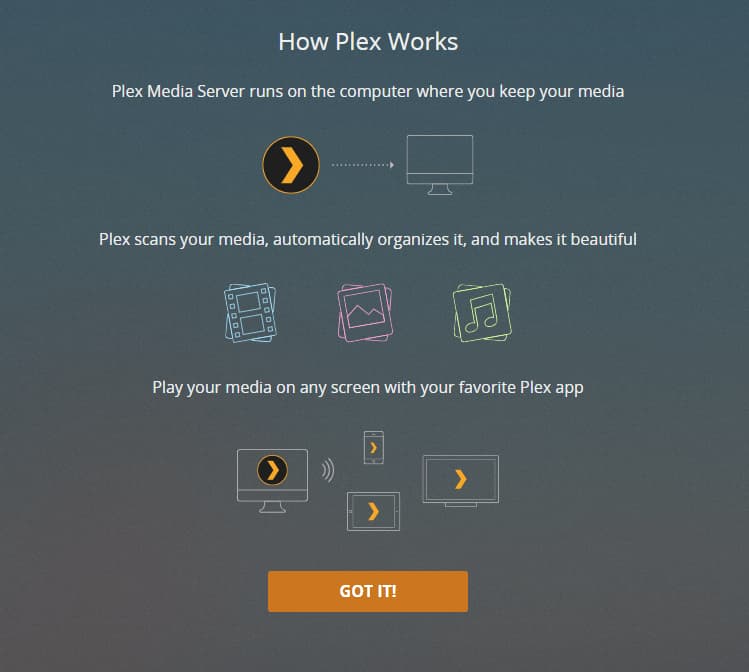 How Plex Works
Plex Media Server runs on the computer where you keep your media
Plex scans your media, automatically organizes it, and makes it beautiful
Play your media on any screen with your favorite Plex app
GOT IT!